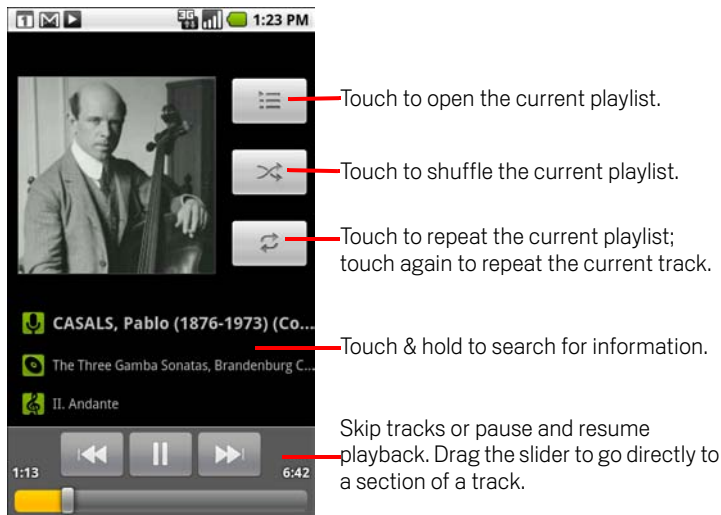 1 3G 1:23 PM
Touch to open the current playlist.
Touch to shuffle the current playlist.
Touch to repeat the current playlist;
touch again to repeat the current track.
CASALS, Pablo (1876-1973) (Co...
The Three Gamba Sonatas, Brandenburg C...
Touch & hold to search for information.
II. Andante
1:13
6:42
Skip tracks or pause and resume
playback. Drag the slider to go directly to
a section of a track.